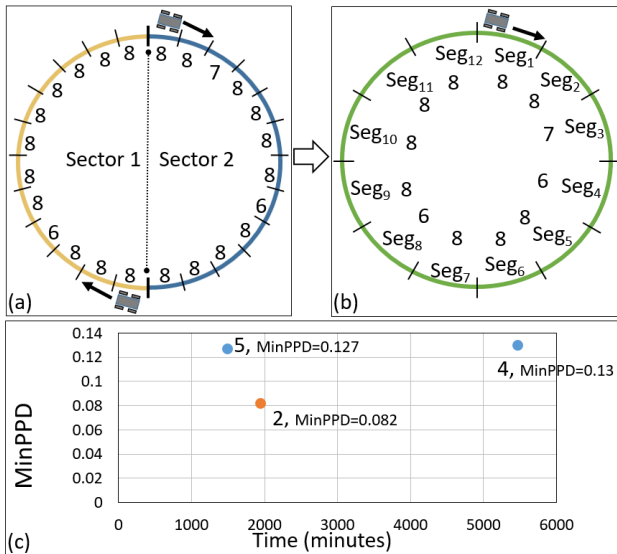 8 8 8 8
8 7
8 8
8 8
8 8
Sector 1 Sector 2
8 8
8 6
6 8
8 8
8 8 8 8
(a)
Seg12 Seg1
Seg11 8 8 Seg2
8 8
Seg10 8 7 Seg3
Seg9 8 6 Seg4
6 8
Seg8 8 8 Seg5
Seg7 Seg6
(b)
MinPPD
0.14
0.12
0.1
0.08
0.06
0.04
0.02
0
5, MinPPD=0.127
4, MinPPD=0.13
2, MinPPD=0.082
0 1000 2000 3000 4000 5000 6000
Time (minutes)
(c)